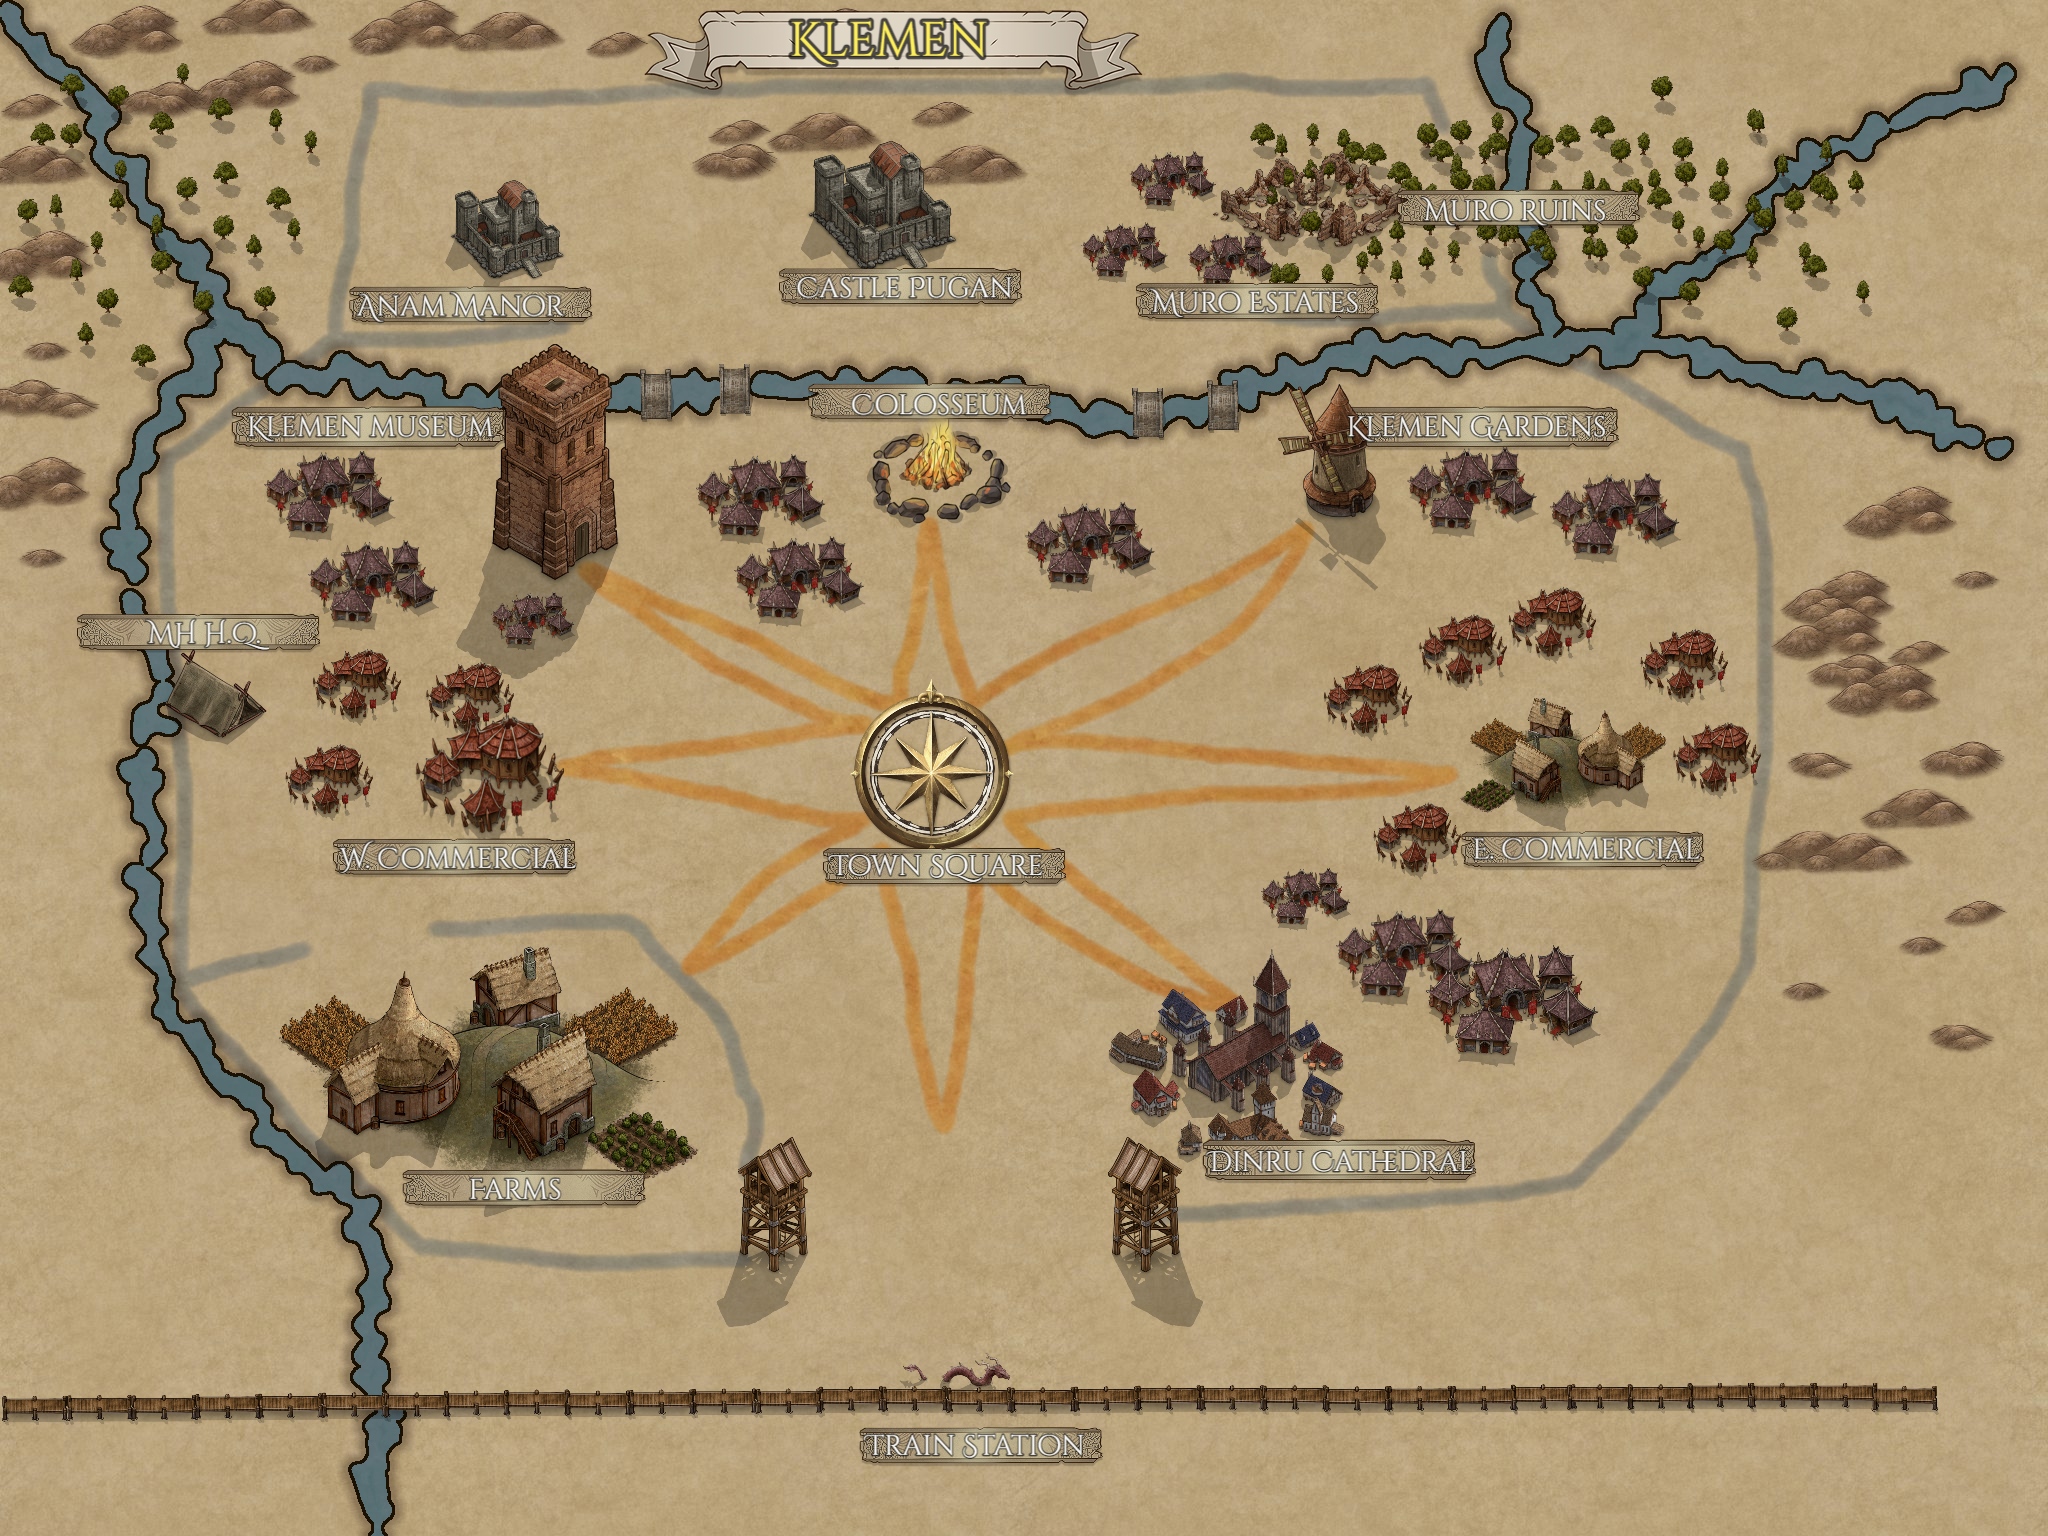 KLEMEN
MURO RUINS
ANAM MANOR
CASTLE PUGAN
MURO ESTATES
KLEMEN MUSEUM
COLOSSEUM
KLEMEN GARDENS
MH H.Q.
W. COMMERCIAL
TOWN SQUARE
E. COMMERCIAL
FARMS
DINRU CATHEDRAL
TRAIN STATION